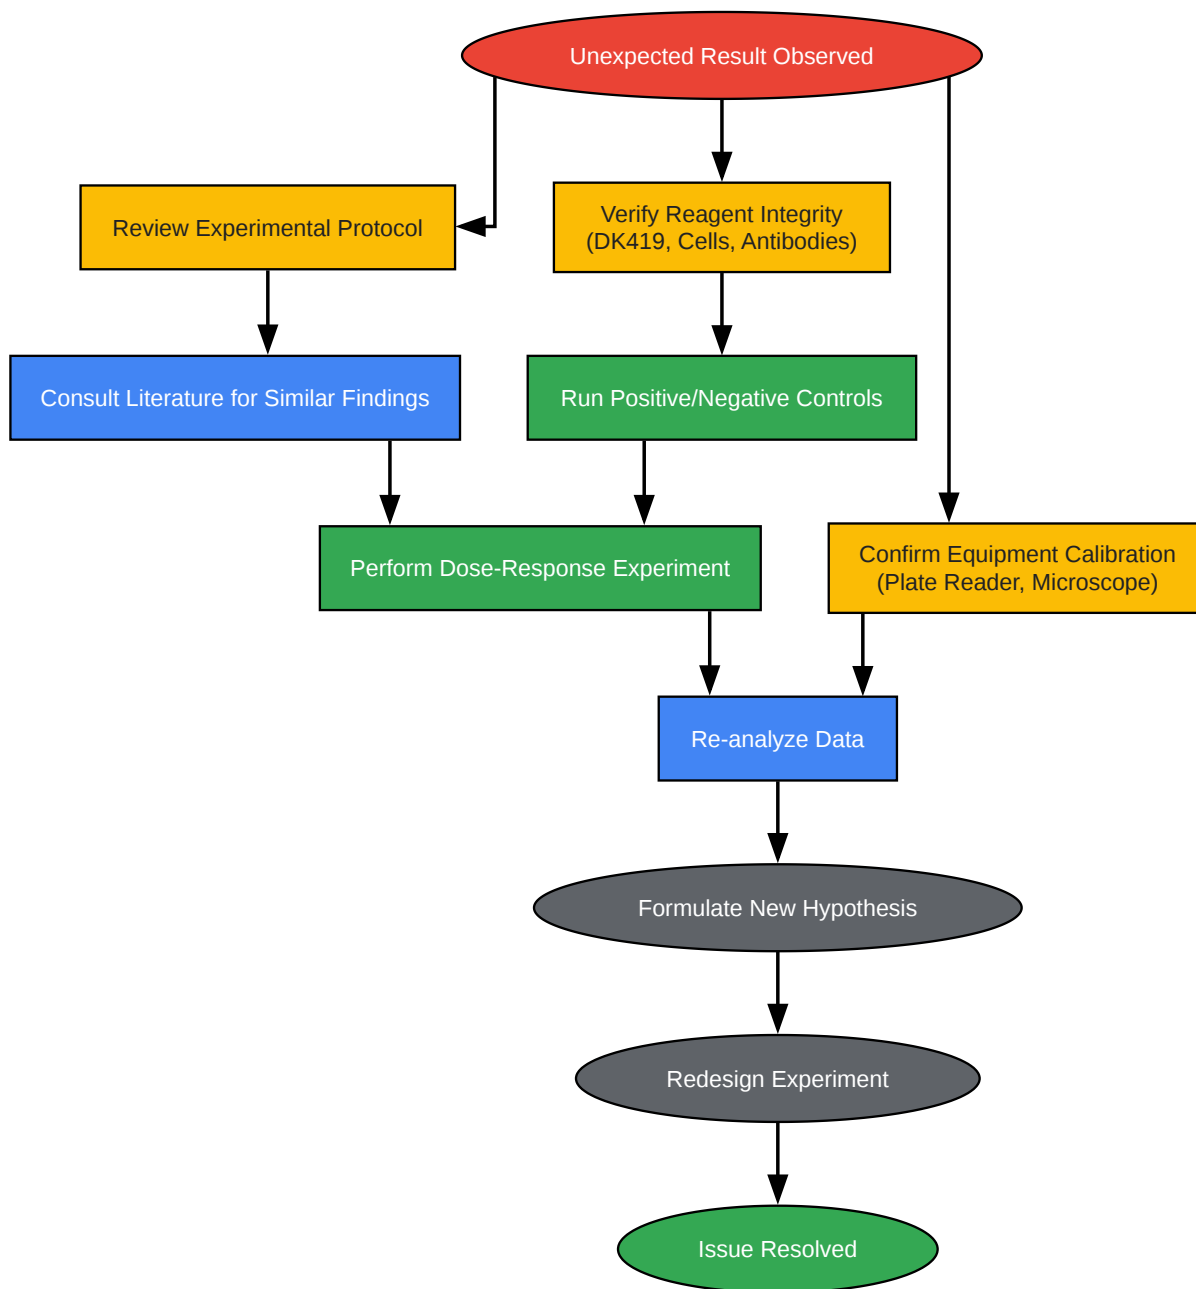 Unexpected Result Observed
Review Experimental Protocol
Verify Reagent Integrity
(DK419, Cells, Antibodies)
Consult Literature for Similar Findings
Run Positive/Negative Controls
Perform Dose-Response Experiment
Confirm Equipment Calibration
(Plate Reader, Microscope)
Re-analyze Data
Formulate New Hypothesis
Redesign Experiment
Issue Resolved